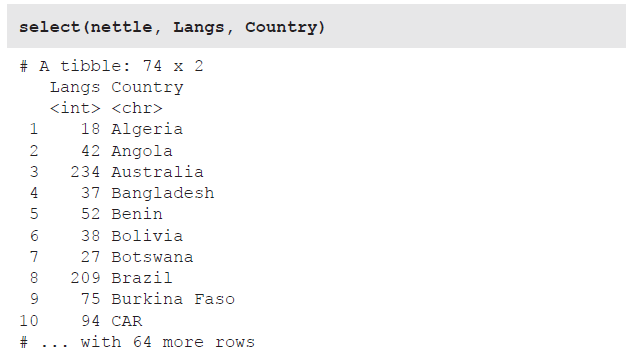 select(nettle, Langs, Country)
# A tibble: 74 x 2
Langs Country
<int> <chr>
1 18 Algeria
2 42 Angola
3 234 Australia
4 37 Bangladesh
5 52 Benin
6 38 Bolivia
7 27 Botswana
8 209 Brazil
9 75 Burkina Faso
10 94 CAR
# ... with 64 more rows